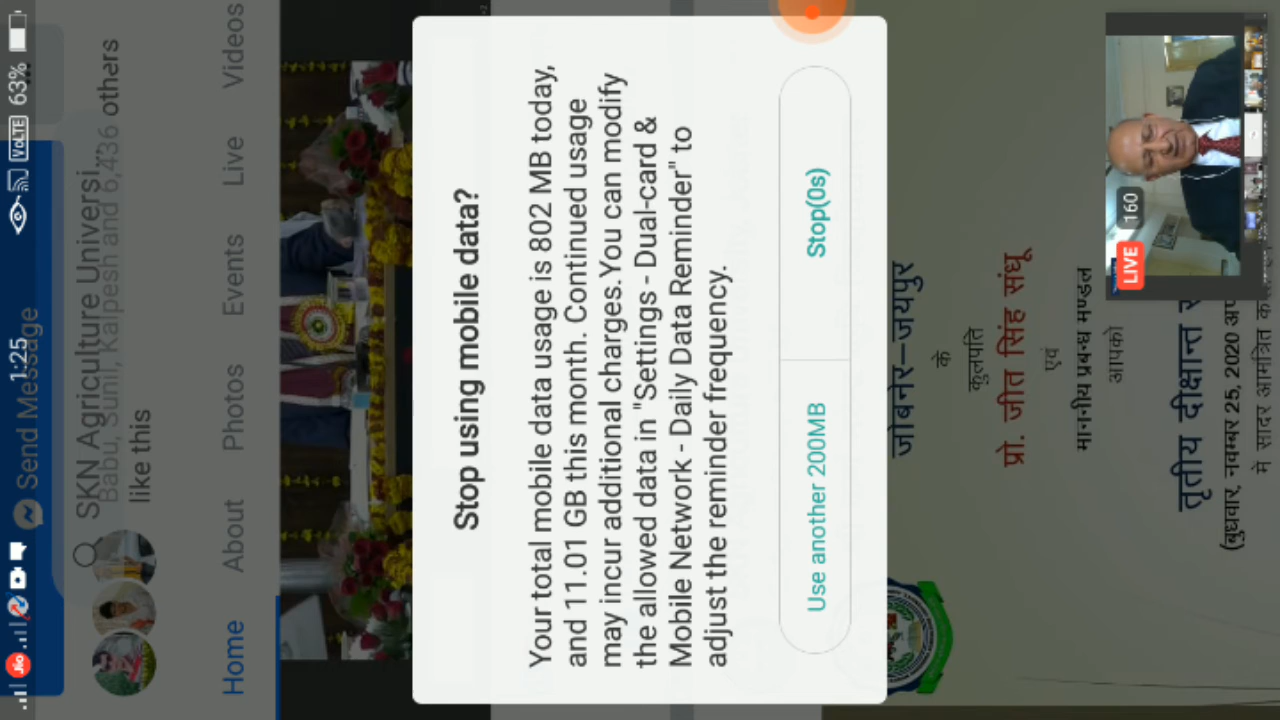 1:25
VoLTE 63%
Jio
Send Message
SKN Agriculture Universi..
Babu, Sunil, Kalpesh and 6,436 others
like this
Home About Photos Events Live Videos
Stop using mobile data?
Your total mobile data usage is 802 MB today,
and 11.01 GB this month. Continued usage
may incur additional charges.You can modify
the allowed data in "Settings - Dual-card &
Mobile Network - Daily Data Reminder" to
adjust the reminder frequency.
Use another 200MB Stop(0s)
जोबनेर–जयपुर
के
कुलपति
प्रो. जीत सिंह संधू
एवं
माननीय प्रबन्ध मण्डल
आपको
तृतीय दीक्षान्त
(बुधवार, नवम्बर 25, 2020
में सादर आमंत्रित
LIVE 160